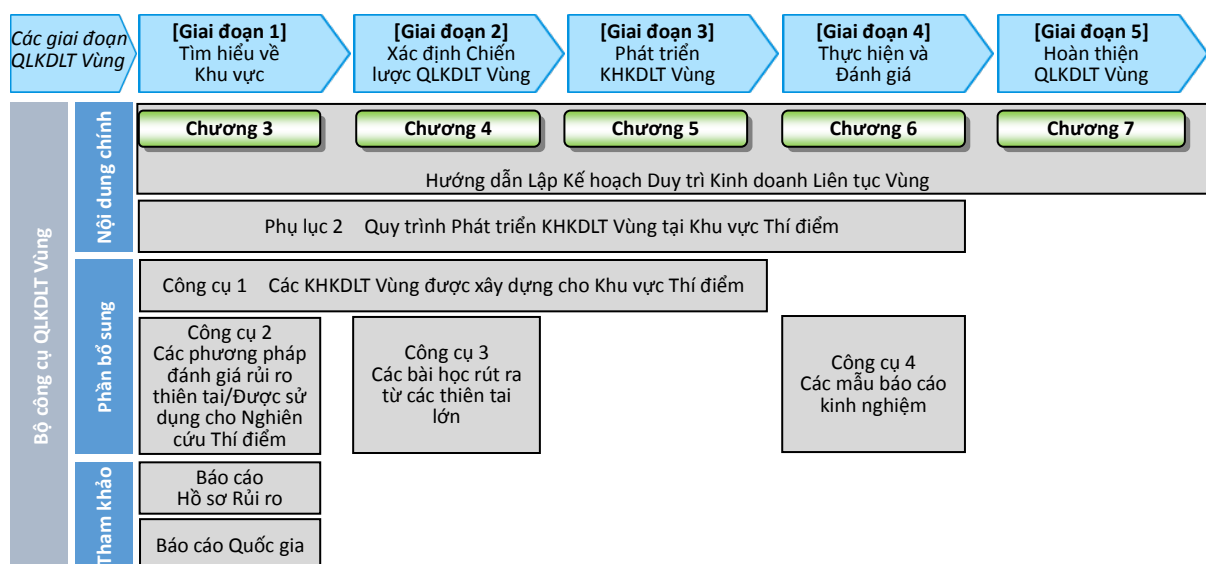 Các giai đoạn
QLKDLT Vùng
[Giai đoạn 1]
Tìm hiểu về
Khu vực
[Giai đoạn 2]
Xác định Chiến
lược QLKDLT Vùng
[Giai đoạn 3]
Phát triển
KHKDLT Vùng
[Giai đoạn 4]
Thực hiện và
Đánh giá
[Giai đoạn 5]
Hoàn thiện
QLKDLT Vùng
Bộ công cụ QLKDLT Vùng
Nội dung chính
Chương 3
Chương 4
Chương 5
Chương 6
Chương 7
Hướng dẫn Lập Kế hoạch Duy trì Kinh doanh Liên tục Vùng
Phụ lục 2 Quy trình Phát triển KHKDLT Vùng tại Khu vực Thí điểm
Phần bổ sung
Công cụ 1 Các KHKDLT Vùng được xây dựng cho Khu vực Thí điểm
Công cụ 2
Các phương pháp
đánh giá rủi ro
thiên tai/Được sử
dụng cho Nghiên
cứu Thí điểm
Công cụ 3
Các bài học rút ra
từ các thiên tai
lớn
Công cụ 4
Các mẫu báo cáo
kinh nghiệm
Tham khảo
Báo cáo
Hồ sơ Rủi ro
Báo cáo Quốc gia